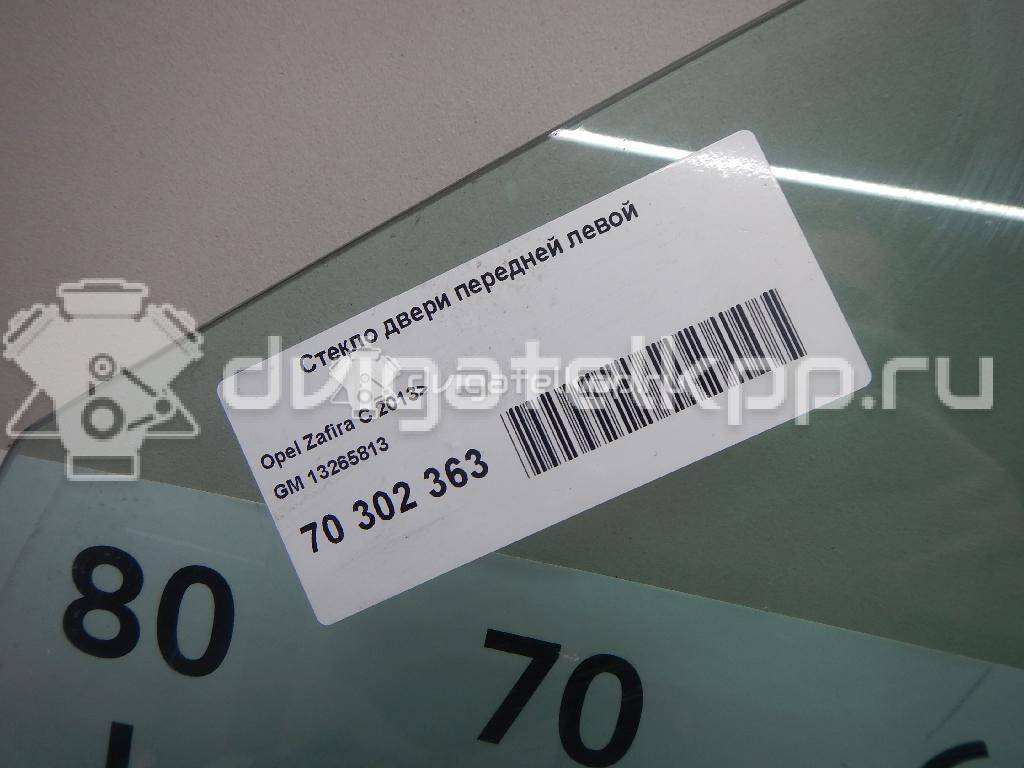 Стекло двери передней левой
Opel Zafira C 2013>
GM 13265813
70 302 363
dvigatelkpp.ru
80
70